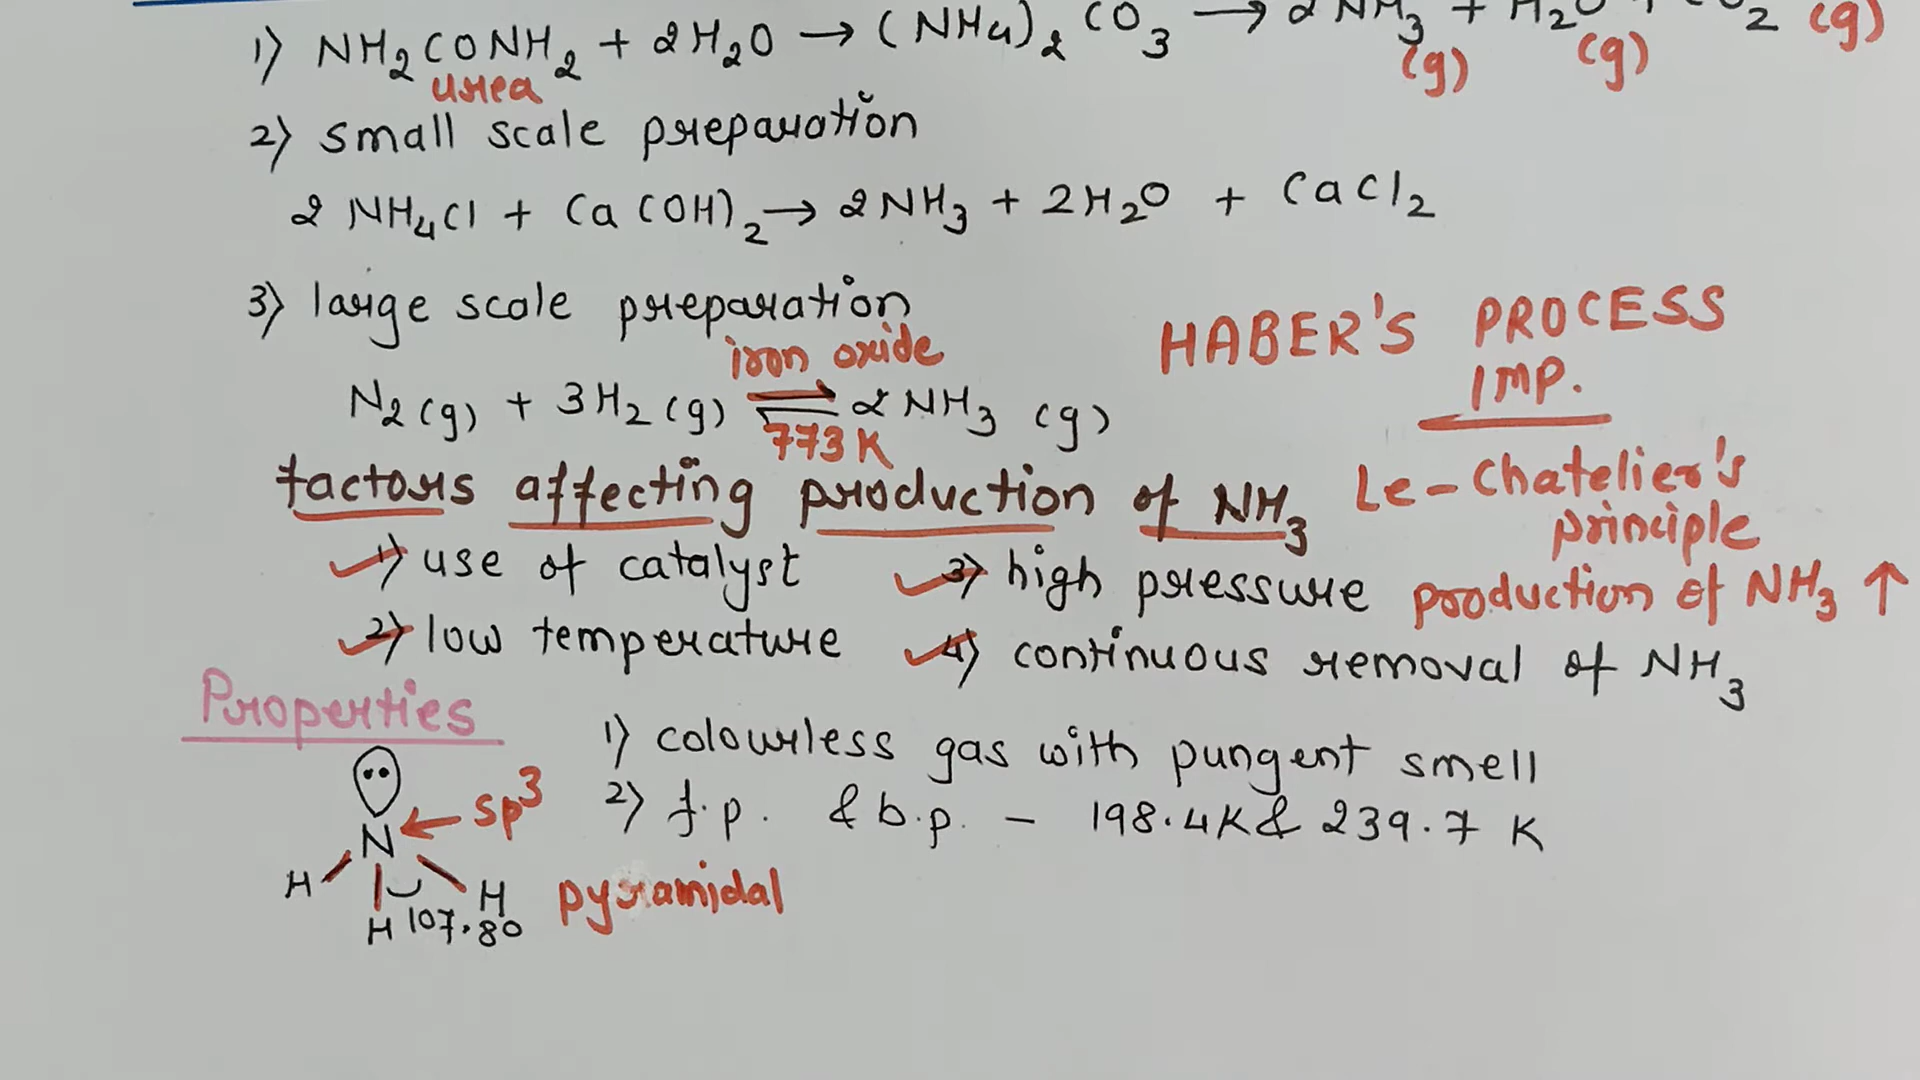 1) NH₂CONH₂ + 2H₂O → (NH₄)₂CO₃ → 2NH₃ + H₂O + CO₂ (g)
urea (g) (g)
2) small scale preparation
2 NH₄Cl + Ca(OH)₂ → 2NH₃ + 2H₂O + CaCl₂
3) large scale preparation
HABER'S PROCESS
iron oxide
IMP.
N₂(g) + 3H₂(g) ⇌ 2NH₃ (g)
773 K
factors affecting production of NH₃ Le-Chatelier's
principle
1) use of catalyst 3) high pressure production of NH₃ ↑
2) low temperature 4) continuous removal of NH₃
Properties
1) colourless gas with pungent smell
sp³ 2) f.p. & b.p. – 198.4K & 239.7 K
N
H H pyramidal
H 107.80